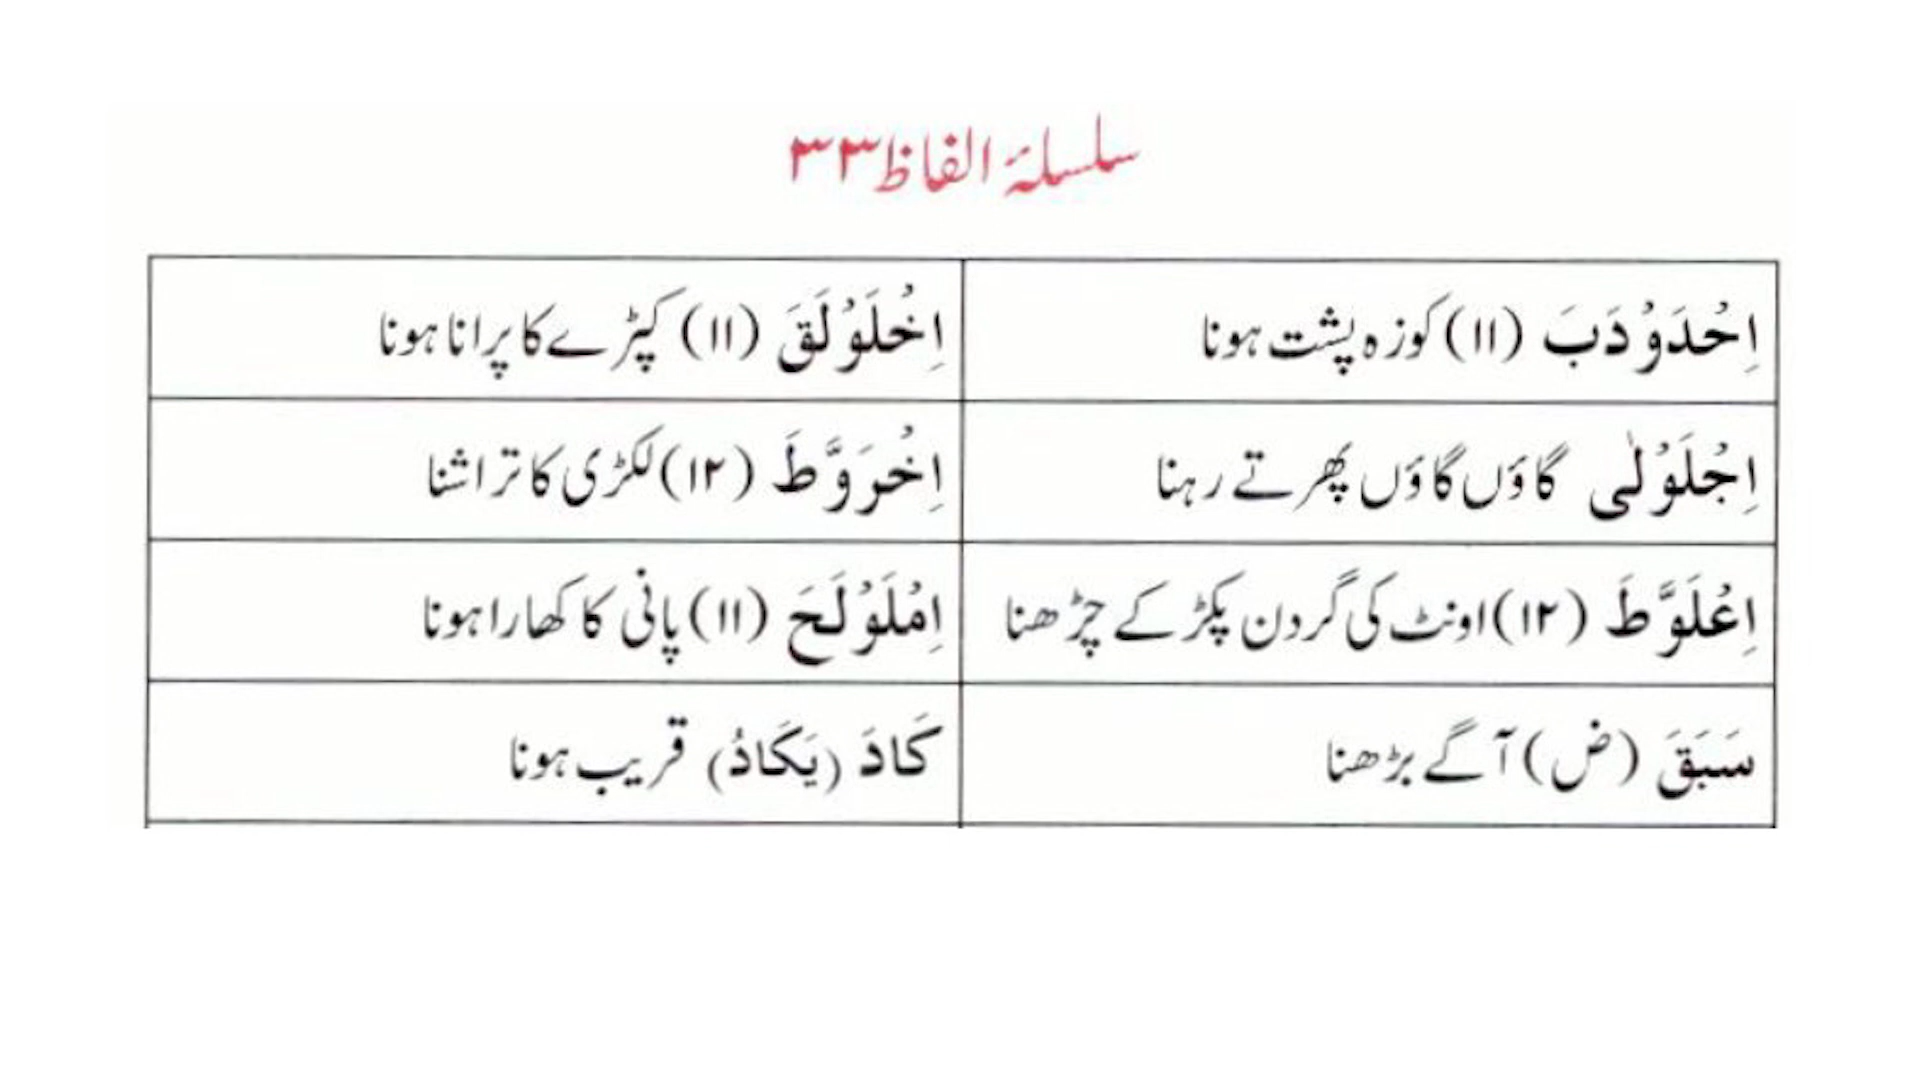 سلسلۂ الفاظ ۳۳
اِحْدَوْدَبَ (۱۱) کوزہ پشت ہونا
اِخْلَوْلَقَ (۱۱) کپڑے کا پرانا ہونا
اِجْلَوْلٰی گاؤں گاؤں پھرتے رہنا
اِخْرَوَّطَ (۱۲) لکڑی کا تراشنا
اِعْلَوَّطَ (۱۲) اونٹ کی گردن پکڑ کے چڑھنا
اِمْلَوْلَحَ (۱۱) پانی کا کھارا ہونا
سَبَقَ (ض) آگے بڑھنا
کَادَ (یَکَادُ) قریب ہونا